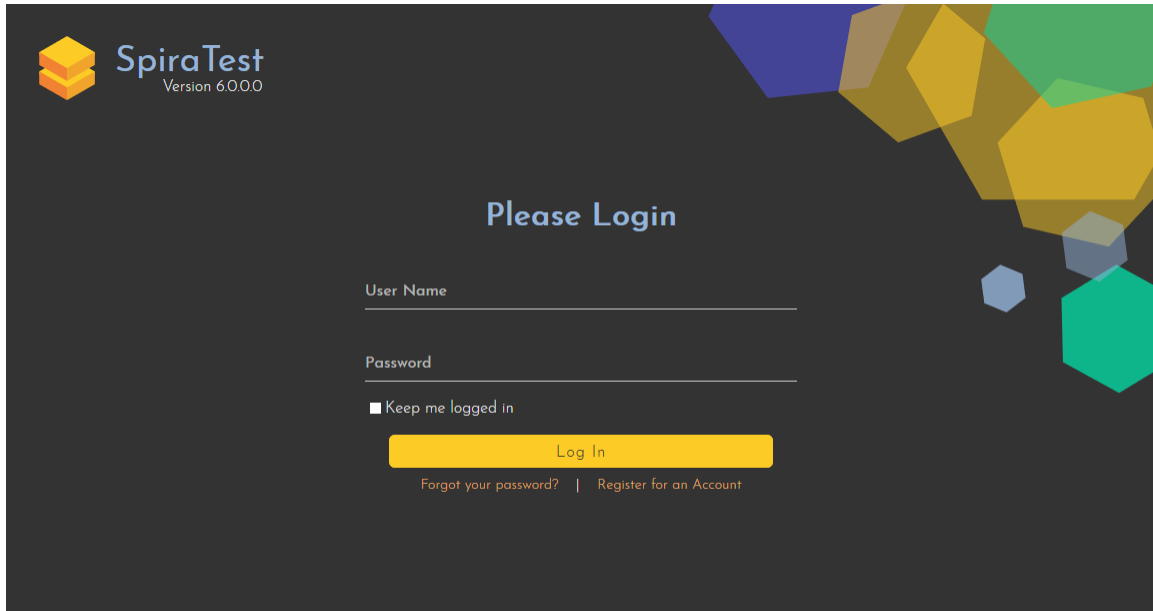 SpiraTest
Version 6.0.0.0
Please Login
User Name
Password
Keep me logged in
Log In
Forgot your password? | Register for an Account